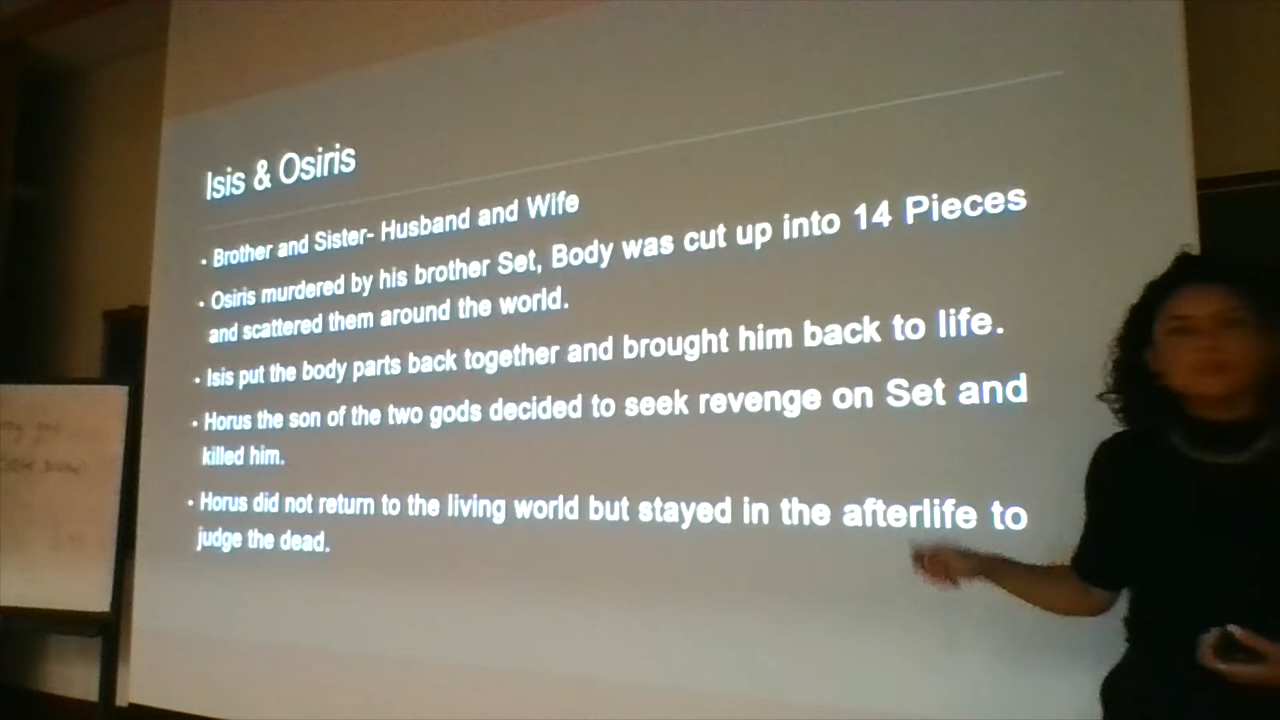 Isis & Osiris
• Brother and Sister- Husband and Wife
• Osiris murdered by his brother Set, Body was cut up into 14 Pieces
and scattered them around the world.
• Isis put the body parts back together and brought him back to life.
• Horus the son of the two gods decided to seek revenge on Set and
killed him.
• Horus did not return to the living world but stayed in the afterlife to
judge the dead.